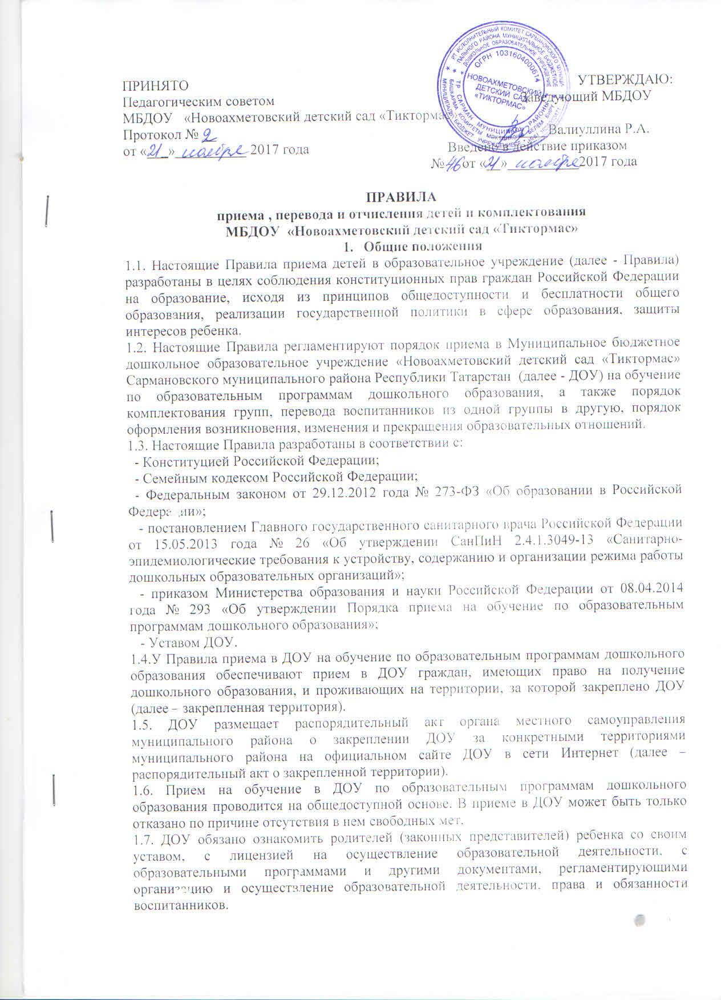 ПРИНЯТО
Педагогическим советом
МБДОУ «Новоахметовский детский сад «Тиктормас»
Протокол № 2
от «21» ноября 2017 года
УТВЕРЖДАЮ:
Заведующий МБДОУ
Валиуллина Р.А.
Введено в действие приказом
№46от «21» ноября2017 года
ОГРН 1031604000614
НОВОАХМЕТОВСКИЙ
ДЕТСКИЙ САД
«ТИКТОРМАС»
ПРАВИЛА
приема , перевода и отчисления детей и комплектования
МБДОУ «Новоахметовский детский сад «Тиктормас»
1. Общие положения
1.1. Настоящие Правила приема детей в образовательное учреждение (далее - Правила)
разработаны в целях соблюдения конституционных прав граждан Российской Федерации
на образование, исходя из принципов общедоступности и бесплатности общего
образования, реализации государственной политики в сфере образования, защиты
интересов ребенка.
1.2. Настоящие Правила регламентируют порядок приема в Муниципальное бюджетное
дошкольное образовательное учреждение «Новоахметовский детский сад «Тиктормас»
Сармановского муниципального района Республики Татарстан (далее - ДОУ) на обучение
по образовательным программам дошкольного образования, а также порядок
комплектования групп, перевода воспитанников из одной группы в другую, порядок
оформления возникновения, изменения и прекращения образовательных отношений.
1.3. Настоящие Правила разработаны в соответствии с:
- Конституцией Российской Федерации;
- Семейным кодексом Российской Федерации;
- Федеральным законом от 29.12.2012 года № 273-ФЗ «Об образовании в Российской
Федерации»;
- постановлением Главного государственного санитарного врача Российской Федерации
от 15.05.2013 года № 26 «Об утверждении СанПиН 2.4.1.3049-13 «Санитарно-
эпидемиологические требования к устройству, содержанию и организации режима работы
дошкольных образовательных организаций»;
- приказом Министерства образования и науки Российской Федерации от 08.04.2014
года № 293 «Об утверждении Порядка приема на обучение по образовательным
программам дошкольного образования»;
- Уставом ДОУ.
1.4.У Правила приема в ДОУ на обучение по образовательным программам дошкольного
образования обеспечивают прием в ДОУ граждан, имеющих право на получение
дошкольного образования, и проживающих на территории, за которой закреплено ДОУ
(далее – закрепленная территория).
1.5. ДОУ размещает распорядительный акт органа местного самоуправления
муниципального района о закреплении ДОУ за конкретными территориями
муниципального района на официальном сайте ДОУ в сети Интернет (далее –
распорядительный акт о закрепленной территории).
1.6. Прием на обучение в ДОУ по образовательным программам дошкольного
образования проводится на общедоступной основе. В приеме в ДОУ может быть только
отказано по причине отсутствия в нем свободных мет.
1.7. ДОУ обязано ознакомить родителей (законных представителей) ребенка со своим
уставом, с лицензией на осуществление образовательной деятельности, с
образовательными программами и другими документами, регламентирующими
организацию и осуществление образовательной деятельности, права и обязанности
воспитанников.